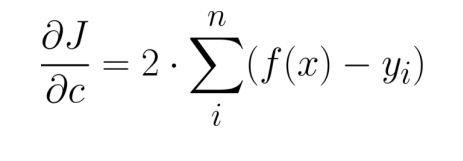 ∂J/∂c = 2 · ∑_i^n (f(x) − y_i)